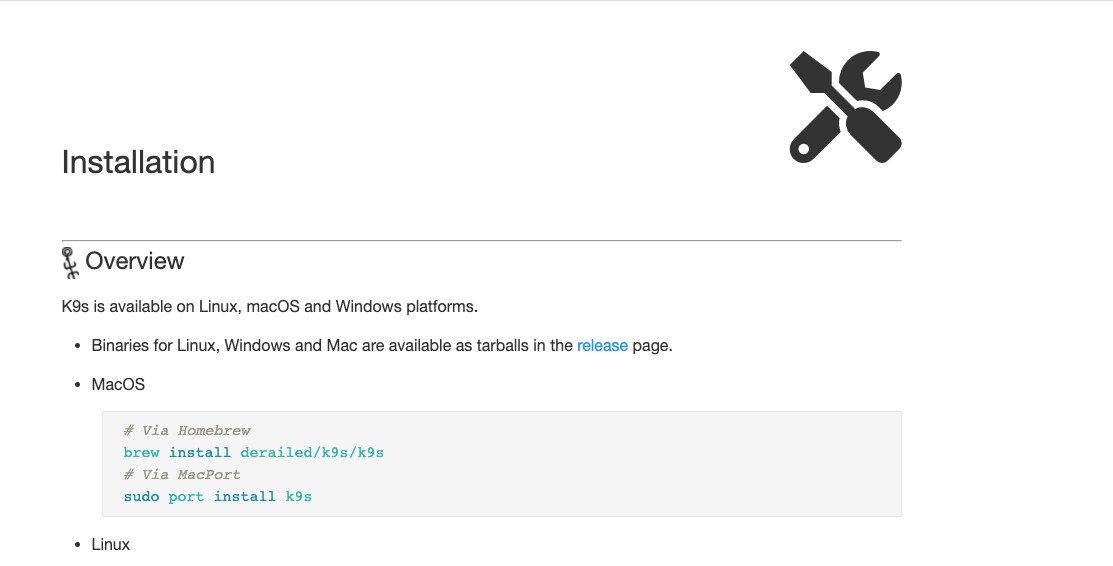 Installation
Overview
K9s is available on Linux, macOS and Windows platforms.
Binaries for Linux, Windows and Mac are available as tarballs in the release page.
MacOS
# Via Homebrew
brew install derailed/k9s/k9s
# Via MacPort
sudo port install k9s
Linux